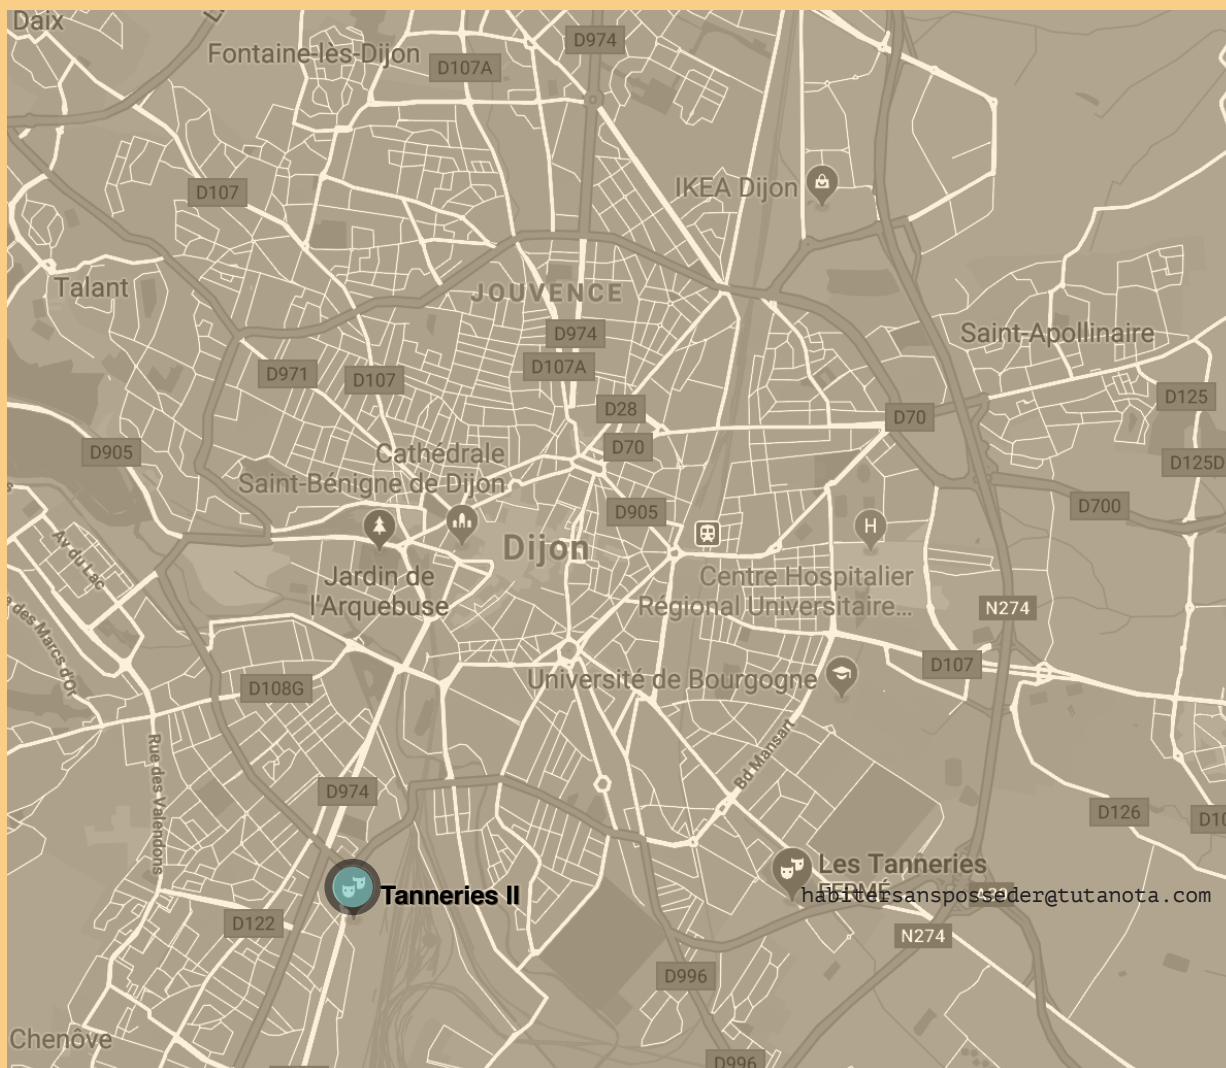 Daix
Fontaine-lès-Dijon
D974
D107A
D107
IKEA Dijon
Talant
JOUVENCE
D974
Saint-Apollinaire
D107A
D971
D107
D28
D125
D70
D70
D905
Cathédrale
Saint-Bénigne de Dijon
D125D
D905
D700
Av du Lac
H
Dijon
Jardin de
l'Arquebuse
Centre Hospitalier
Régional Universitaire...
N274
e des Marcs d'Or
D107
Université de Bourgogne
D108G
Rue des Valendons
Bd Mansart
D974
D126
D10
Les Tanneries
FERMÉ
Tanneries II
habitersansposseder@tutanota.com
D122
N274
D996
Chenôve
D996